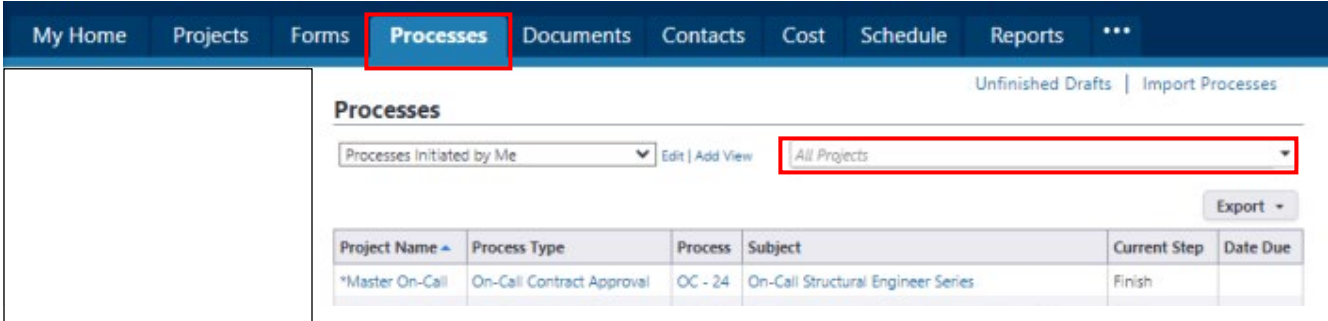 My Home Projects Forms Processes Documents Contacts Cost Schedule Reports •••
Unfinished Drafts | Import Processes
Processes
Processes Initiated by Me Edit | Add View All Projects
Export
Project Name Process Type Process Subject Current Step Date Due
*Master On-Call On-Call Contract Approval OC - 24 On-Call Structural Engineer Series Finish